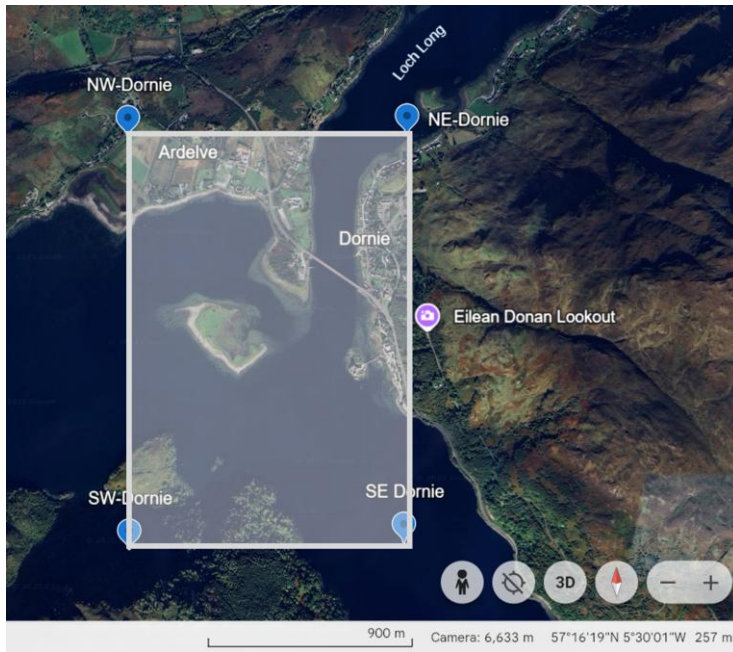 Loch Long
NW-Dornie
NE-Dornie
Ardelve
Dornie
Eilean Donan Lookout
SW-Dornie
SE Dornie
3D
900 m
Camera: 6,633 m 57°16'19"N 5°30'01"W 257 m